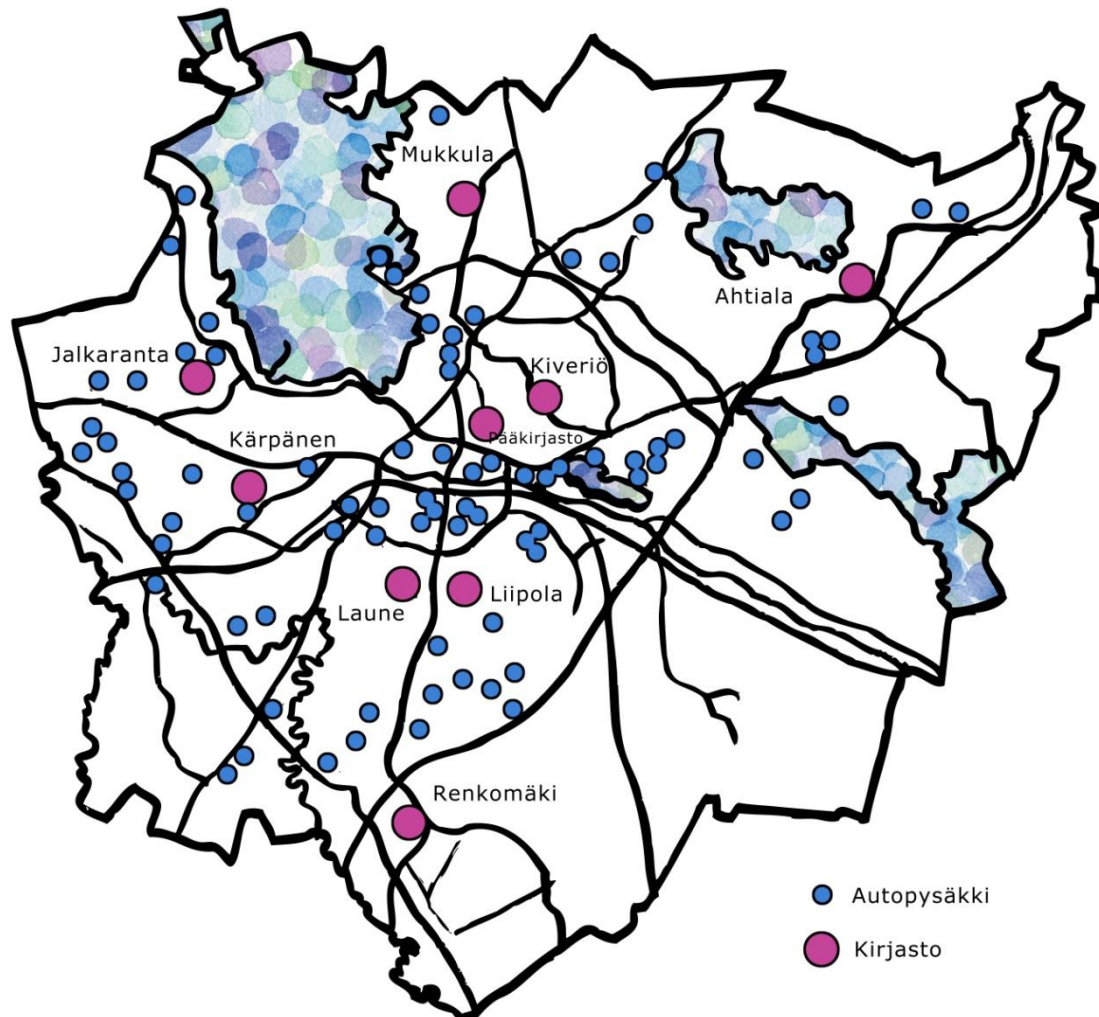 Mukkula
Ahtiala
Jalkaranta
Kiveriö
Kärpänen
Pääkirjasto
Laune
Liipola
Renkomäki
Autopysäkki
Kirjasto